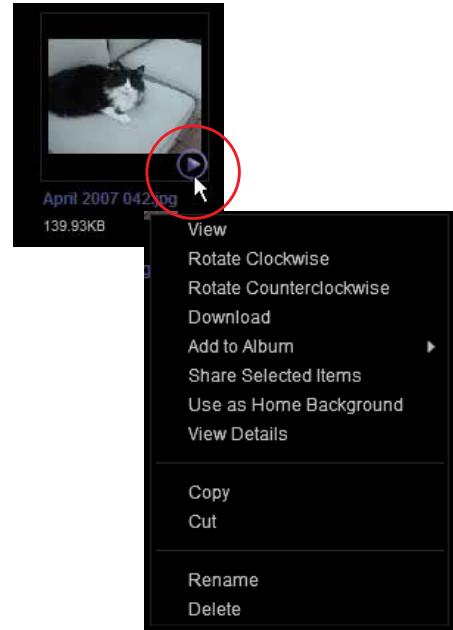 April 2007 042.jpg
139.93KB
g
View
Rotate Clockwise
Rotate Counterclockwise
Download
Add to Album
Share Selected Items
Use as Home Background
View Details
Copy
Cut
Rename
Delete